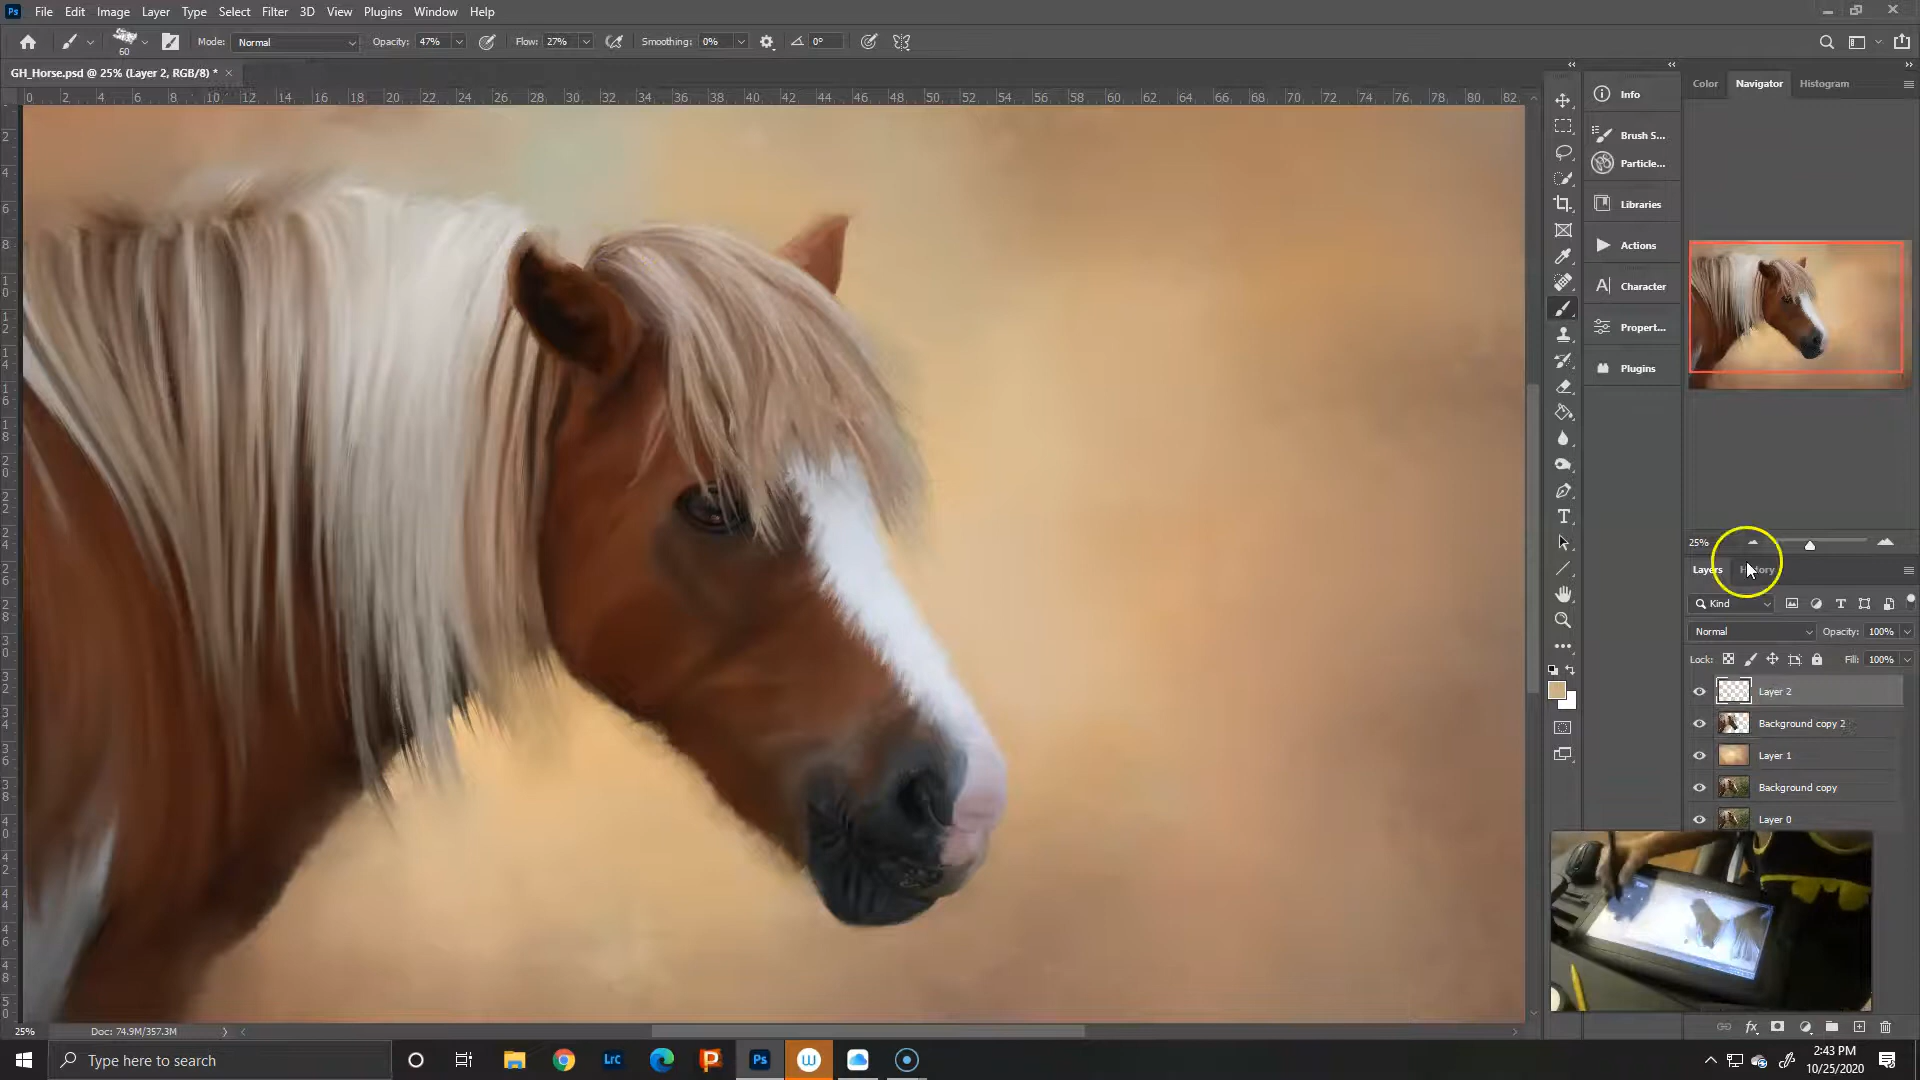 File Edit Image Layer Type Select Filter 3D View Plugins Window Help
60 Mode: Normal Opacity: 47% Flow: 27% Smoothing: 0% 0°
GH_Horse.psd @ 25% (Layer 2, RGB/8) *
0 2 4 6 8 10 12 14 16 18 20 22 24 26 28 30 32 34 36 38 40 42 44 46 48 50 52 54 56 58 60 62 64 66 68 70 72 74 76 78 80 82
Color Navigator Histogram
Info
Brush S...
Particle...
Libraries
Actions
Character
Propert...
Plugins
25%
Layers History
Kind
Normal Opacity: 100%
Lock: Fill: 100%
Layer 2
Background copy 2
Layer 1
Background copy
Layer 0
25% Doc: 74.9M/357.3M
Type here to search
Lrc Ps
2:43 PM
10/25/2020